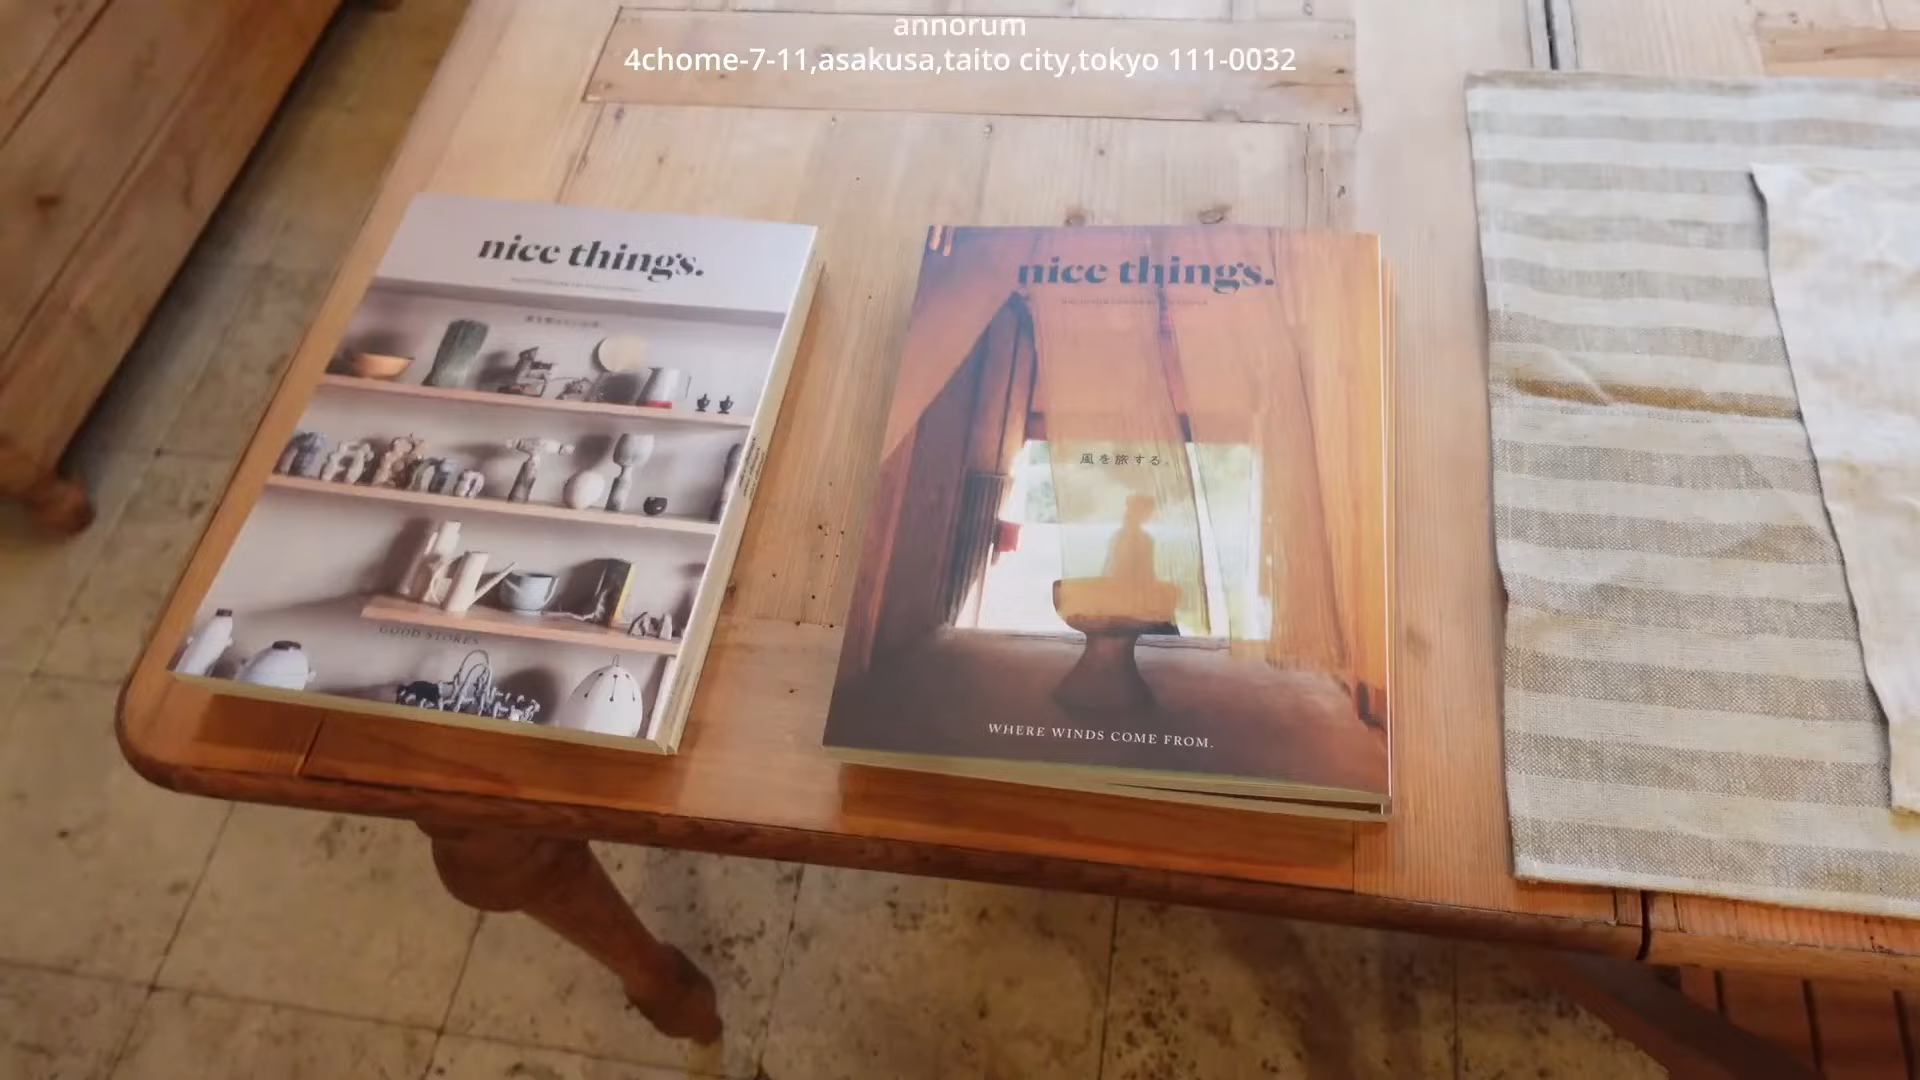 annorum
4chome-7-11,asakusa,taito city,tokyo 111-0032
nice things.
GOOD STORES
nice things.
風を旅する。
WHERE WINDS COME FROM.